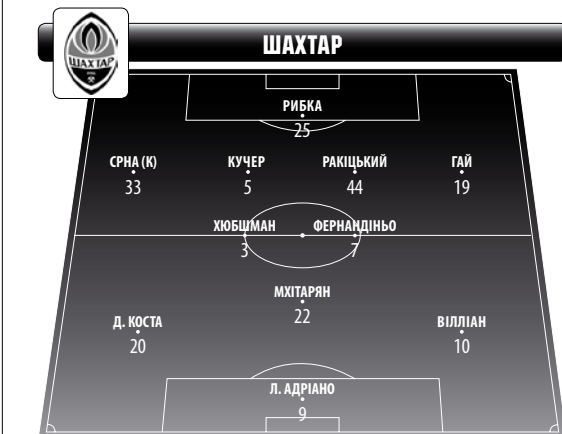 ШАХТАР
ШАХТАР
РИБКА
25
СРНА (К) КУЧЕР РАКІЦЬКИЙ ГАЙ
33 5 44 19
ХЮБШМАН ФЕРНАНДІНЬО
3 7
МХІТАРЯН
22
Д. КОСТА ВІЛЛІАН
20 10
Л. АДРІАНО
9